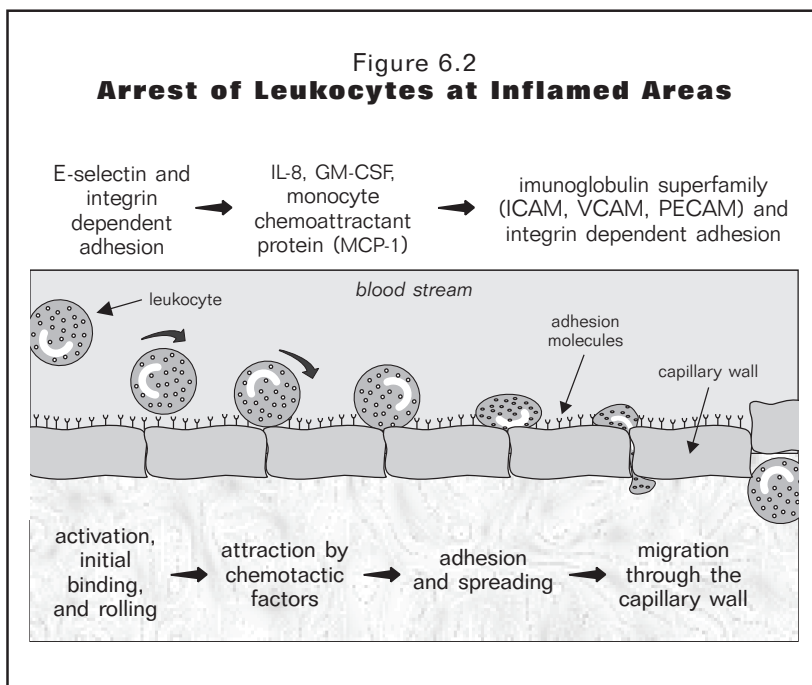 Figure 6.2
Arrest of Leukocytes at Inflamed Areas
E-selectin and
integrin
dependent
adhesion
IL-8, GM-CSF,
monocyte
chemoattractant
protein (MCP-1)
imunoglobulin superfamily
(ICAM, VCAM, PECAM) and
integrin dependent adhesion
blood stream
leukocyte
adhesion
molecules
capillary wall
activation,
initial
binding,
and rolling
attraction by
chemotactic
factors
adhesion
and spreading
migration
through the
capillary wall